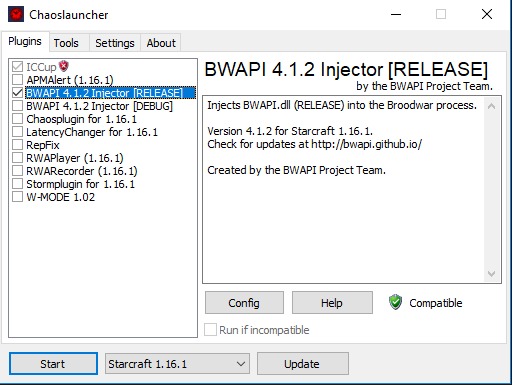 Chaoslauncher
Plugins Tools Settings About
ICCup
APMAlert (1.16.1)
BWAPI 4.1.2 Injector [RELEASE]
BWAPI 4.1.2 Injector [DEBUG]
Chaosplugin for 1.16.1
LatencyChanger for 1.16.1
RepFix
RWAPlayer (1.16.1)
RWARecorder (1.16.1)
Stormplugin for 1.16.1
W-MODE 1.02
BWAPI 4.1.2 Injector [RELEASE]
by the BWAPI Project Team.
Injects BWAPI.dll (RELEASE) into the Broodwar process.
Version 4.1.2 for Starcraft 1.16.1.
Check for updates at http://bwapi.github.io/
Created by the BWAPI Project Team.
Config Help Compatible
Run if incompatible
Start Starcraft 1.16.1 Update